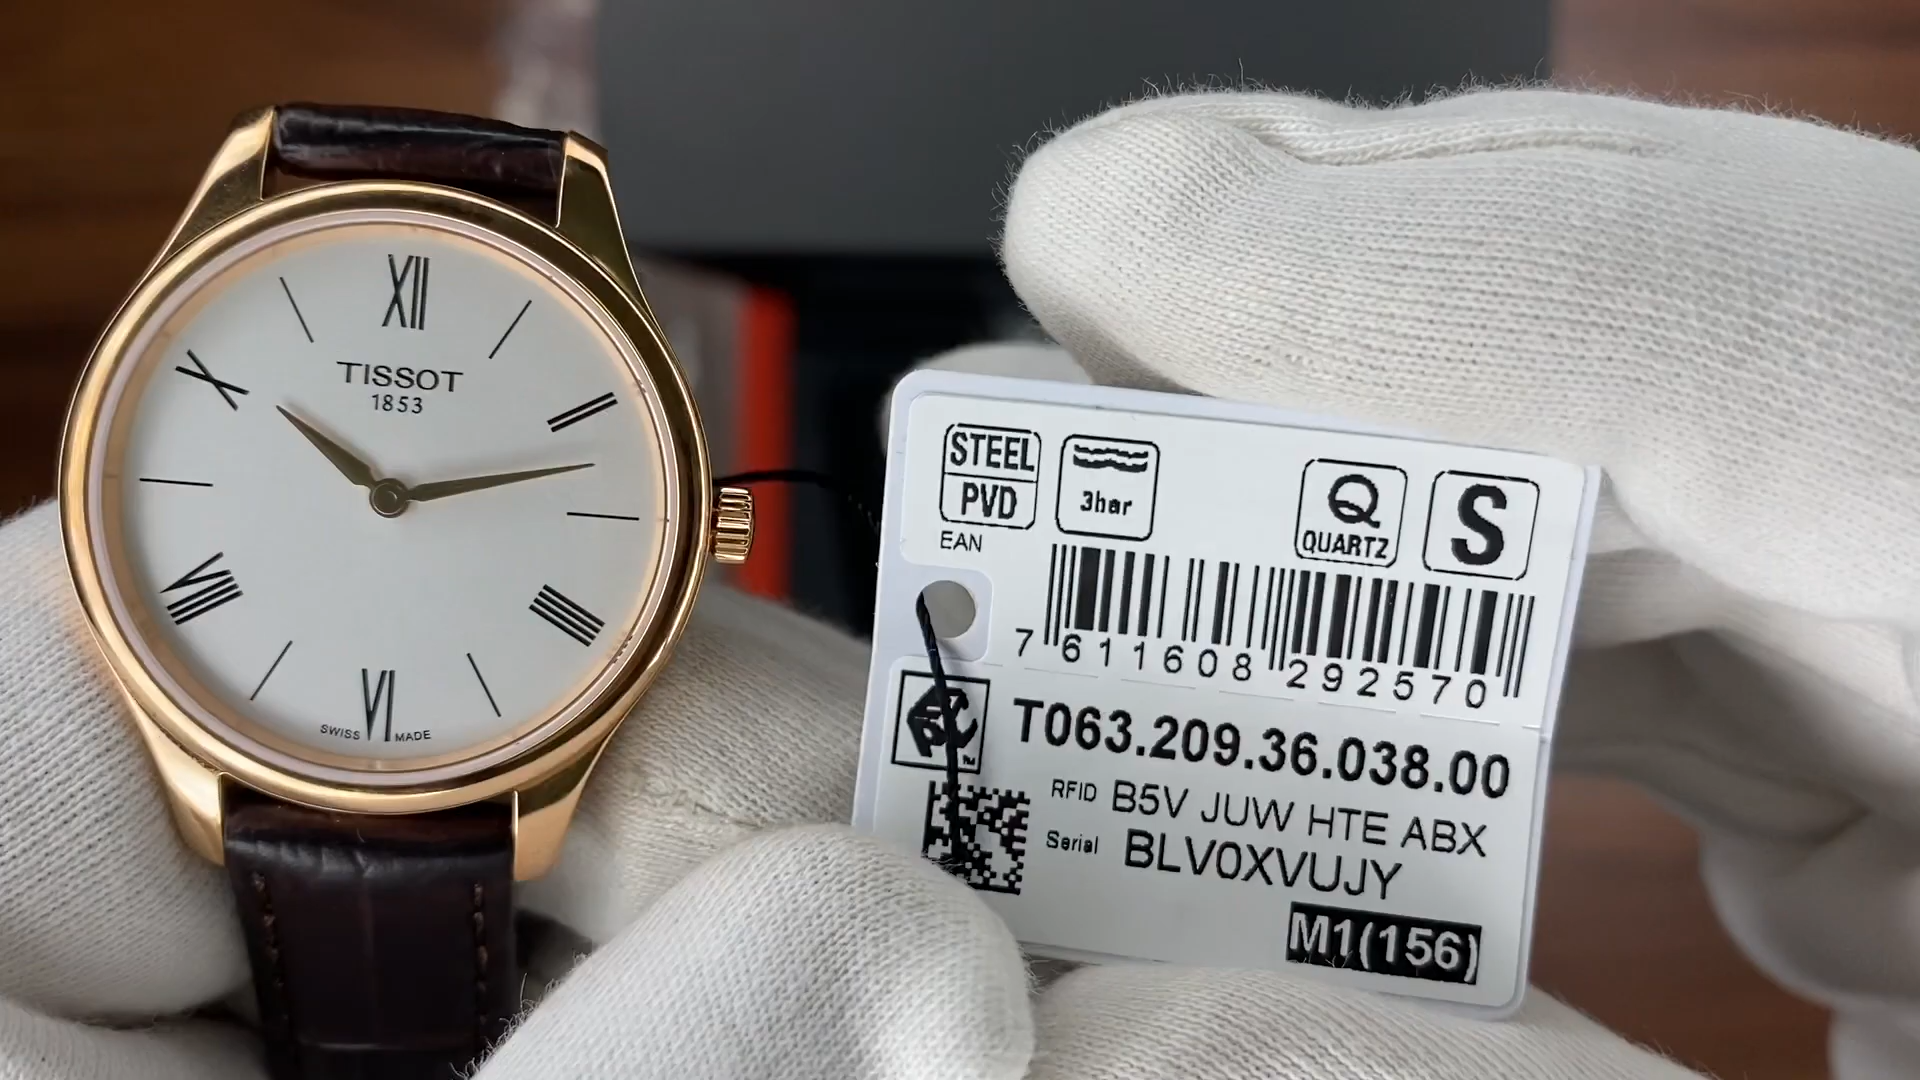 XII
TISSOT
1853
X
II
VIII
IIII
VI
SWISS MADE
STEEL
PVD
3bar
Q
QUARTZ
S
EAN
7 611608 292570
T063.209.36.038.00
RFID B5V JUW HTE ABX
Serial BLV0XVUJY
M1(156)